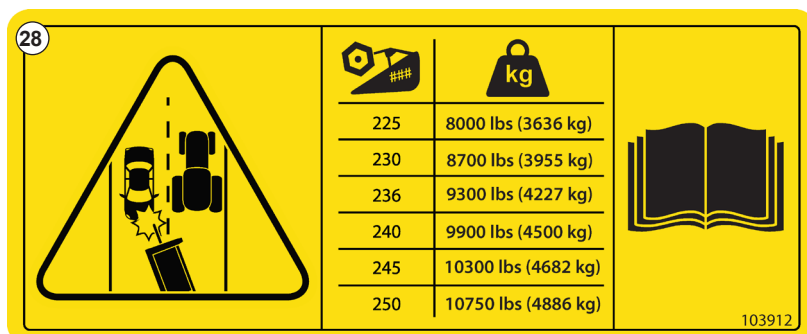 28
kg
225 8000 lbs (3636 kg)
230 8700 lbs (3955 kg)
236 9300 lbs (4227 kg)
240 9900 lbs (4500 kg)
245 10300 lbs (4682 kg)
250 10750 lbs (4886 kg)
103912